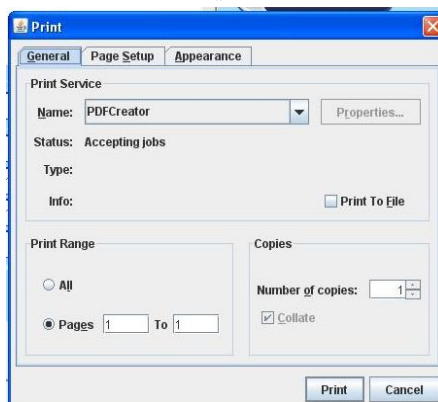 Print
General Page Setup Appearance
Print Service
Name: PDFCreator Properties...
Status: Accepting jobs
Type:
Info: Print To File
Print Range Copies
All
Number of copies: 1
Pages 1 To 1
Collate
Print Cancel